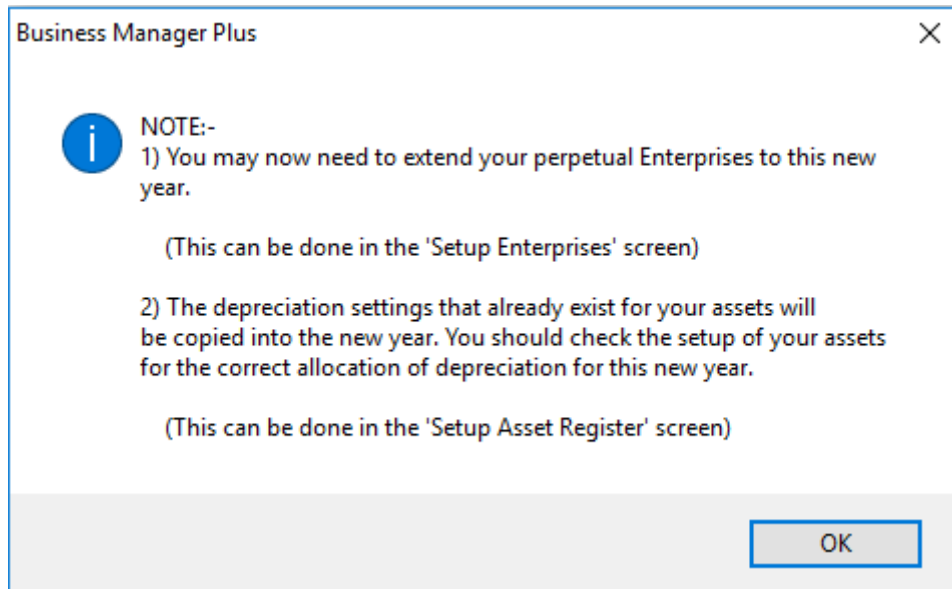 Business Manager Plus
NOTE:-
1) You may now need to extend your perpetual Enterprises to this new
year.
(This can be done in the 'Setup Enterprises' screen)
2) The depreciation settings that already exist for your assets will
be copied into the new year. You should check the setup of your assets
for the correct allocation of depreciation for this new year.
(This can be done in the 'Setup Asset Register' screen)
OK